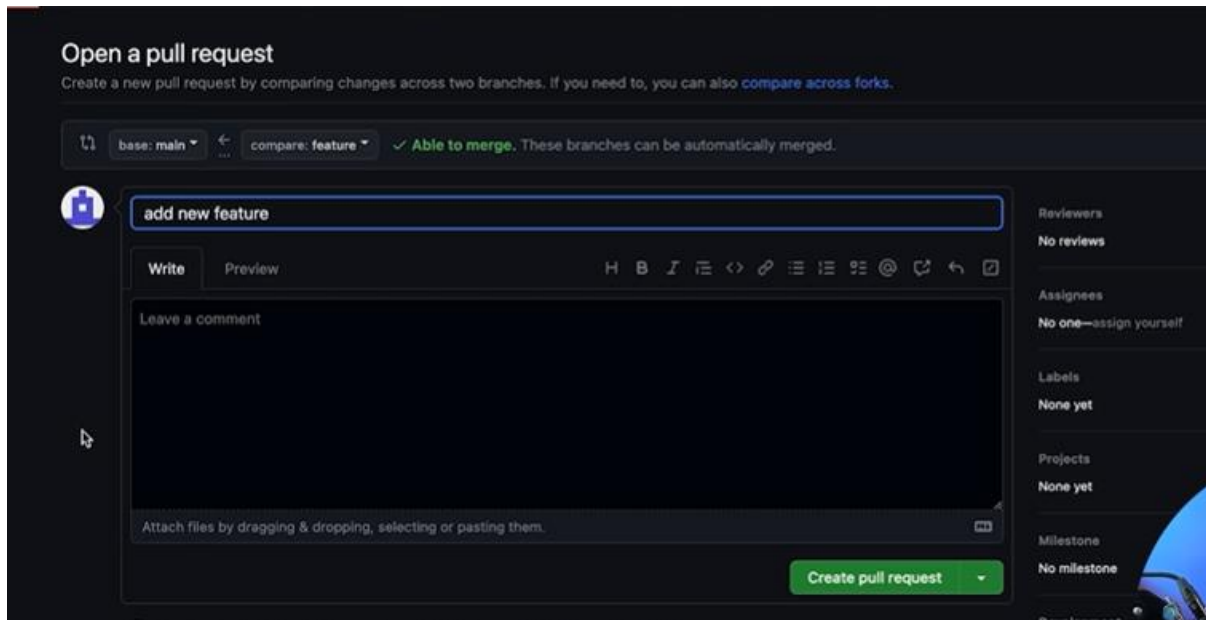 Open a pull request
Create a new pull request by comparing changes across two branches. If you need to, you can also compare across forks.
base: main
compare: feature
Able to merge. These branches can be automatically merged.
add new feature
Write Preview
Leave a comment
Attach files by dragging & dropping, selecting or pasting them.
Create pull request
Reviewers
No reviews
Assignees
No one—assign yourself
Labels
None yet
Projects
None yet
Milestone
No milestone